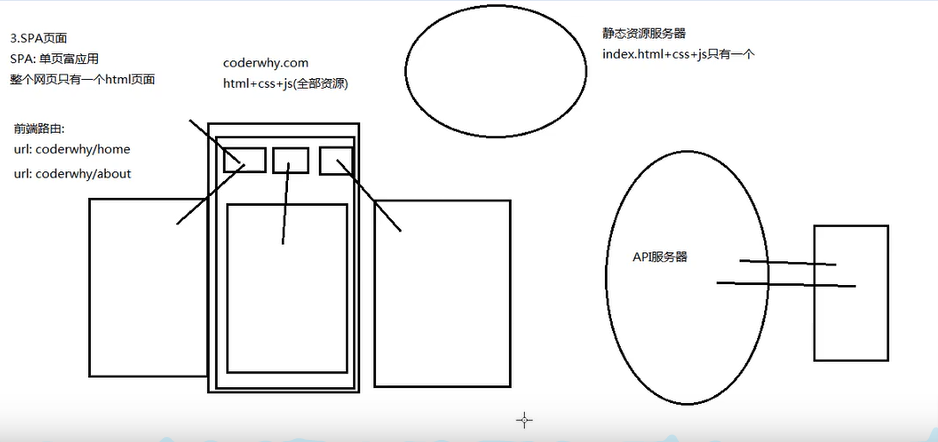 3.SPA页面
SPA: 单页富应用
整个网页只有一个html页面
前端路由:
url: coderwhy/home
url: coderwhy/about
coderwhy.com
html+css+js(全部资源)
静态资源服务器
index.html+css+js只有一个
API服务器